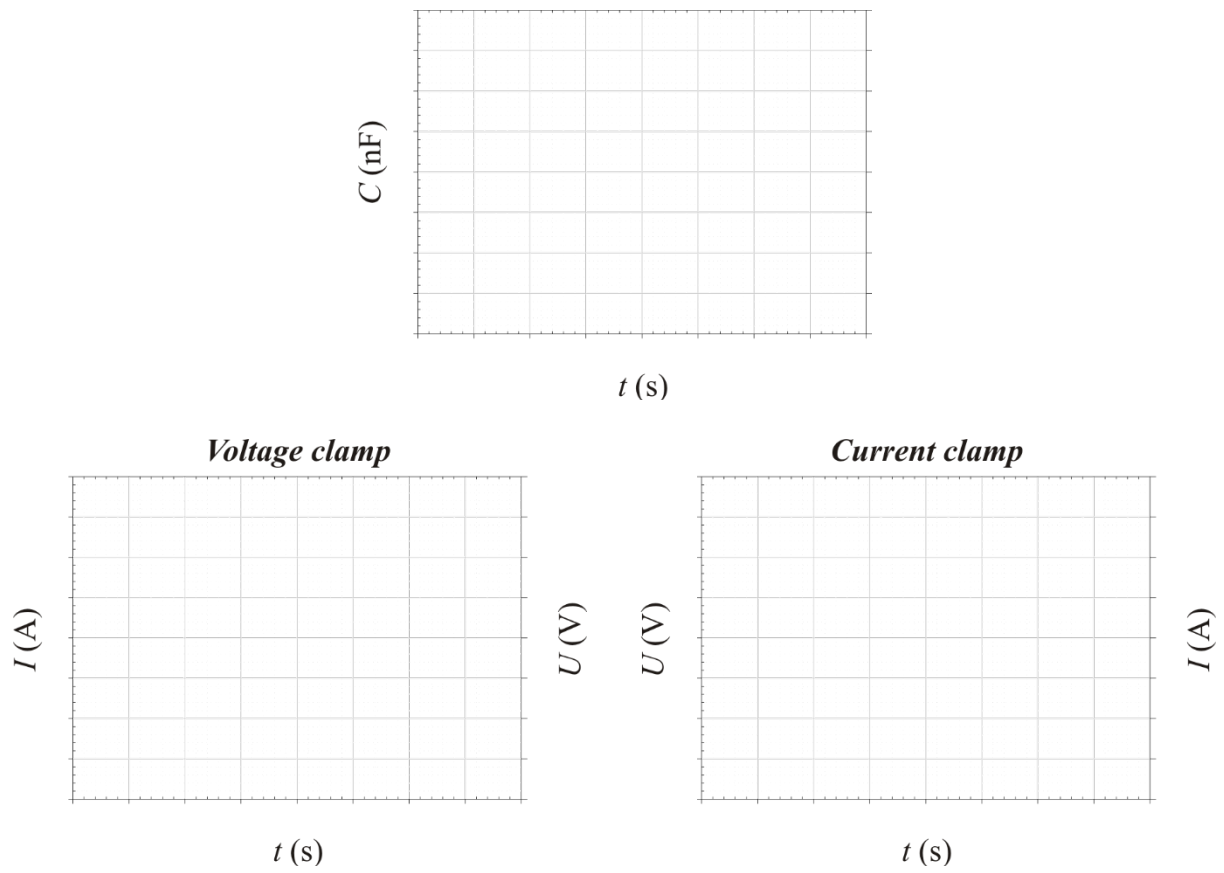 C (nF)
t (s)
Voltage clamp
I (A)
U (V)
t (s)
Current clamp
U (V)
I (A)
t (s)